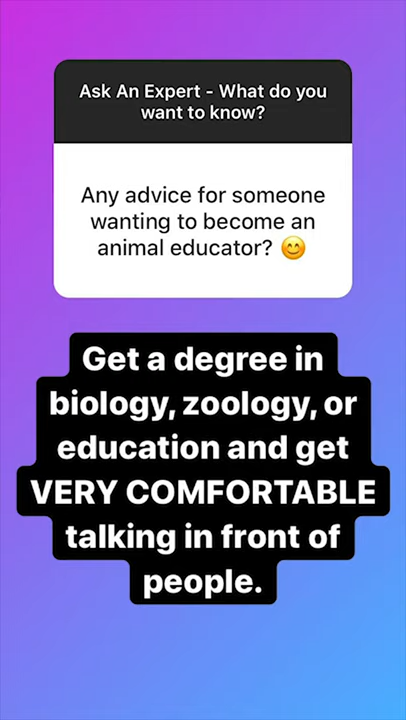 Ask An Expert - What do you
want to know?
Any advice for someone
wanting to become an
animal educator? 😊
Get a degree in
biology, zoology, or
education and get
VERY COMFORTABLE
talking in front of
people.